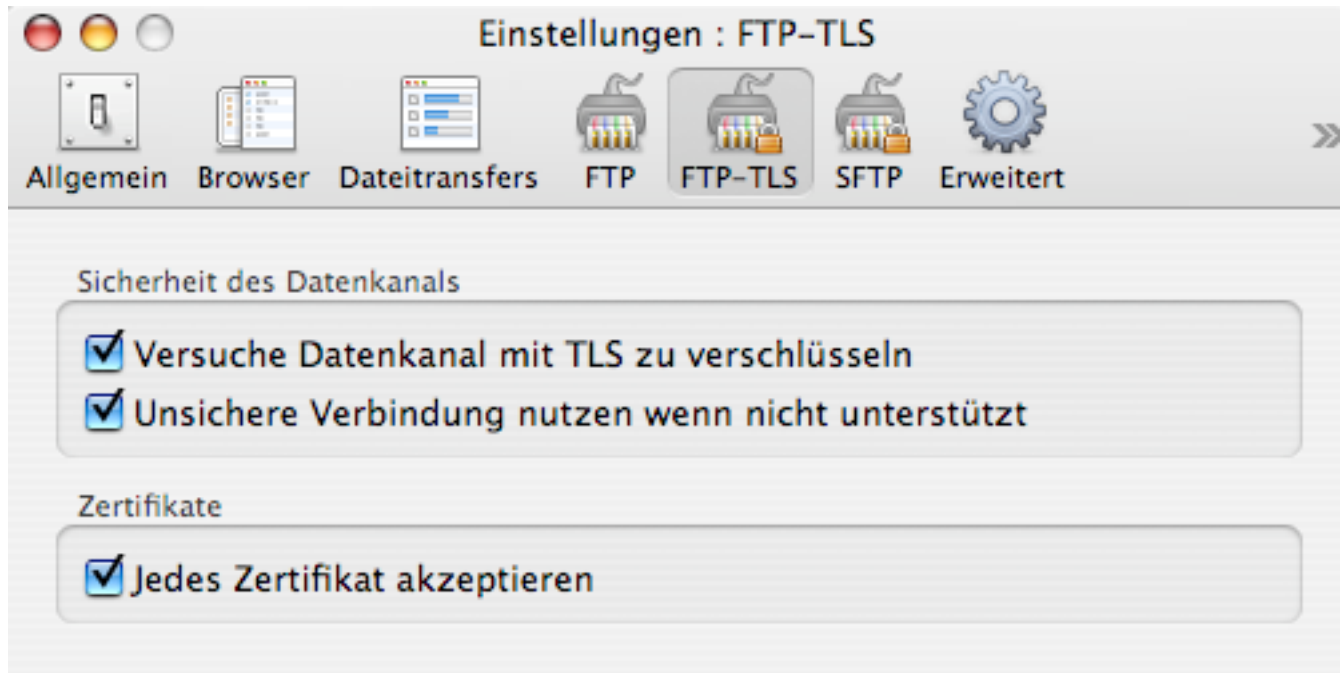 Einstellungen : FTP-TLS
Allgemein Browser Dateitransfers FTP FTP-TLS SFTP Erweitert
Sicherheit des Datenkanals
Versuche Datenkanal mit TLS zu verschlüsseln
Unsichere Verbindung nutzen wenn nicht unterstützt
Zertifikate
Jedes Zertifikat akzeptieren